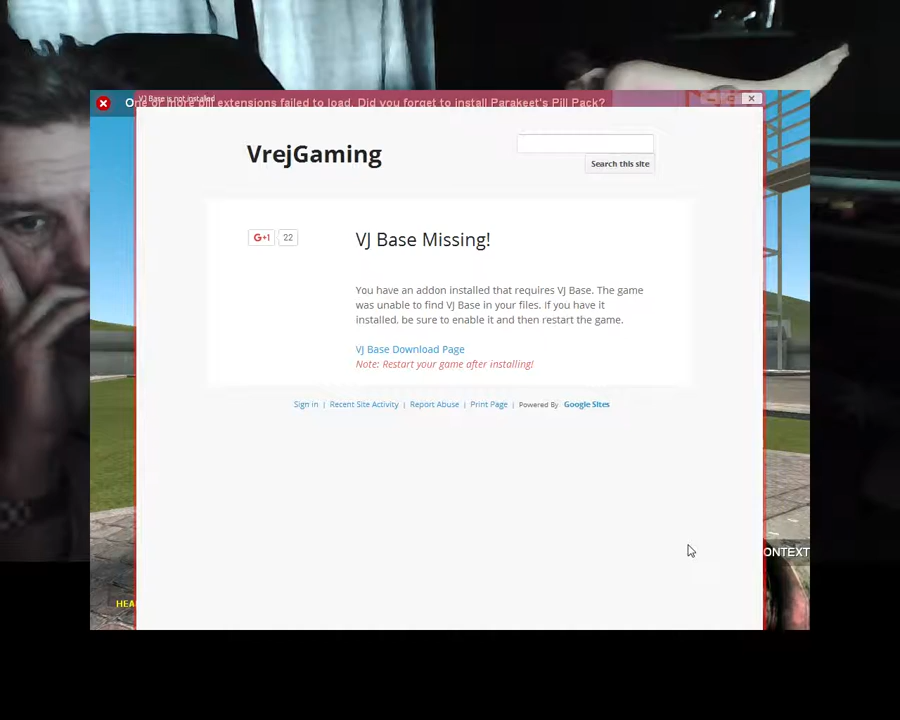 VJ Base is not installed
One or more pill extensions failed to load. Did you forget to install Parakeet's Pill Pack?
VrejGaming
Search this site
G+1 22
VJ Base Missing!
You have an addon installed that requires VJ Base. The game
was unable to find VJ Base in your files. If you have it
installed, be sure to enable it and then restart the game.
VJ Base Download Page
Note: Restart your game after installing!
Sign in | Recent Site Activity | Report Abuse | Print Page | Powered By Google Sites
ONTEXT
HEA